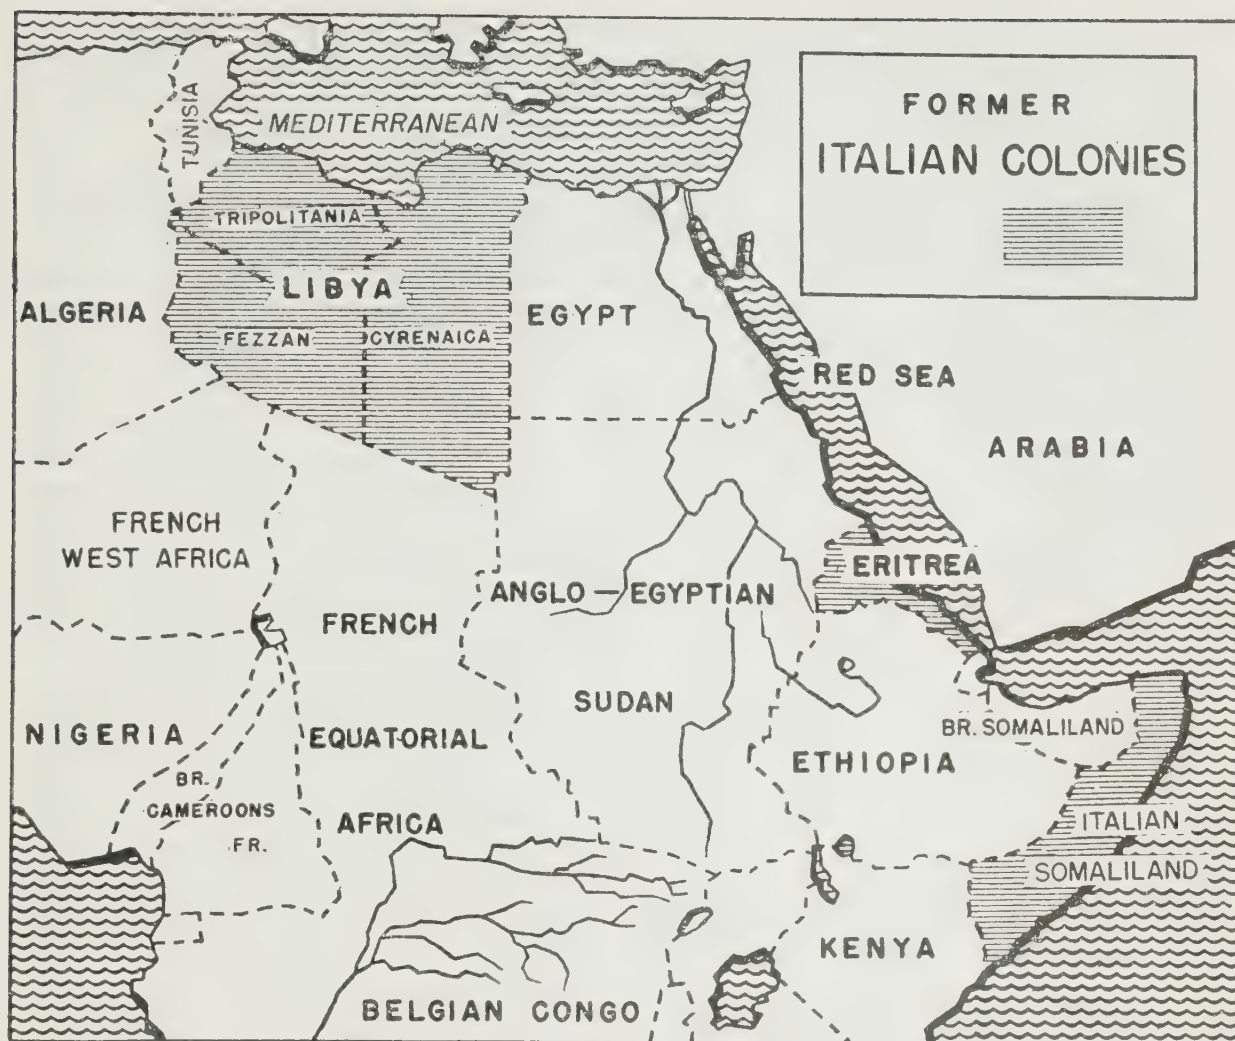 FORMER
ITALIAN COLONIES
TUNISIA
MEDITERRANEAN
TRIPOLITANIA
LIBYA
ALGERIA
FEZZAN
CYRENAICA
EGYPT
RED SEA
ARABIA
FRENCH
WEST AFRICA
ERITREA
ANGLO-EGYPTIAN
SUDAN
FRENCH
EQUATORIAL
AFRICA
NIGERIA
BR.
CAMEROONS
FR.
BR. SOMALILAND
ETHIOPIA
ITALIAN
SOMALILAND
KENYA
BELGIAN CONGO